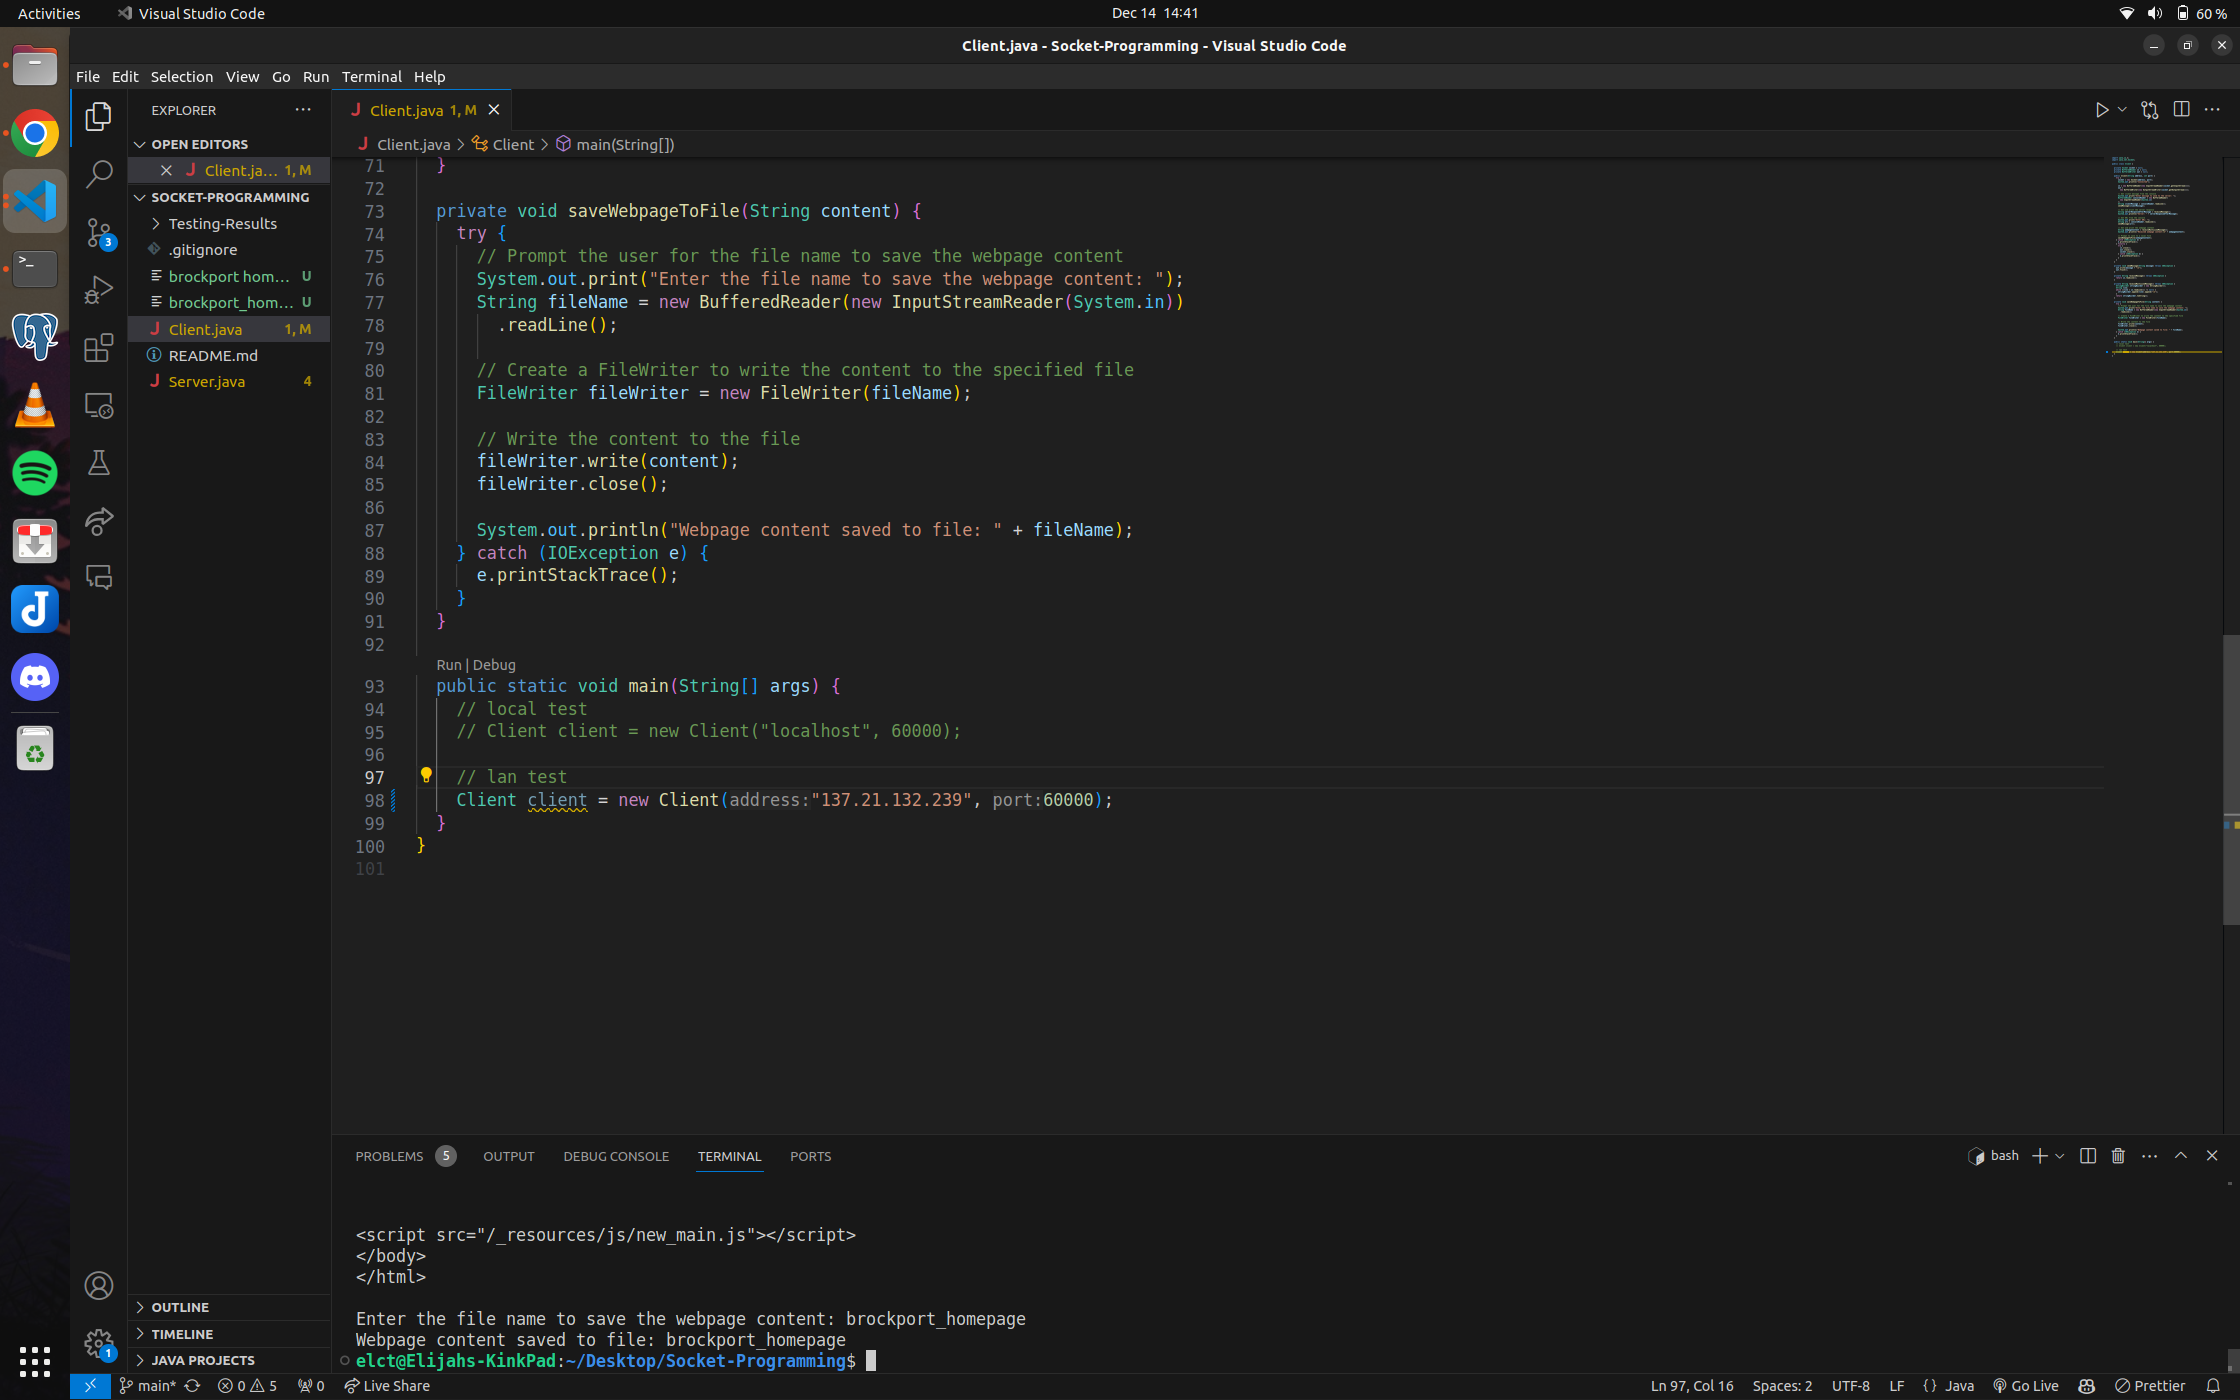 Activities Visual Studio Code Dec 14 14:41 60 %
Client.java - Socket-Programming - Visual Studio Code
File Edit Selection View Go Run Terminal Help
EXPLORER
OPEN EDITORS
Client.ja... 1, M
SOCKET-PROGRAMMING
Testing-Results
.gitignore
brockport hom... U
brockport_hom... U
Client.java 1, M
README.md
Server.java 4
OUTLINE
TIMELINE
JAVA PROJECTS
3
1
Client.java 1, M
Client.java > Client > main(String[])
71 }
72
73 private void saveWebpageToFile(String content) {
74 try {
75 // Prompt the user for the file name to save the webpage content
76 System.out.print("Enter the file name to save the webpage content: ");
77 String fileName = new BufferedReader(new InputStreamReader(System.in))
78 .readLine();
79
80 // Create a FileWriter to write the content to the specified file
81 FileWriter fileWriter = new FileWriter(fileName);
82
83 // Write the content to the file
84 fileWriter.write(content);
85 fileWriter.close();
86
87 System.out.println("Webpage content saved to file: " + fileName);
88 } catch (IOException e) {
89 e.printStackTrace();
90 }
91 }
92
Run | Debug
93 public static void main(String[] args) {
94 // local test
95 // Client client = new Client("localhost", 60000);
96
97 // lan test
98 Client client = new Client(address:"137.21.132.239", port:60000);
99 }
100 }
101
PROBLEMS 5 OUTPUT DEBUG CONSOLE TERMINAL PORTS bash
<script src="/_resources/js/new_main.js"></script>
</body>
</html>
Enter the file name to save the webpage content: brockport_homepage
Webpage content saved to file: brockport_homepage
elct@Elijahs-KinkPad:~/Desktop/Socket-Programming$
main* 0 5 0 Live Share Ln 97, Col 16 Spaces: 2 UTF-8 LF {} Java Go Live Prettier